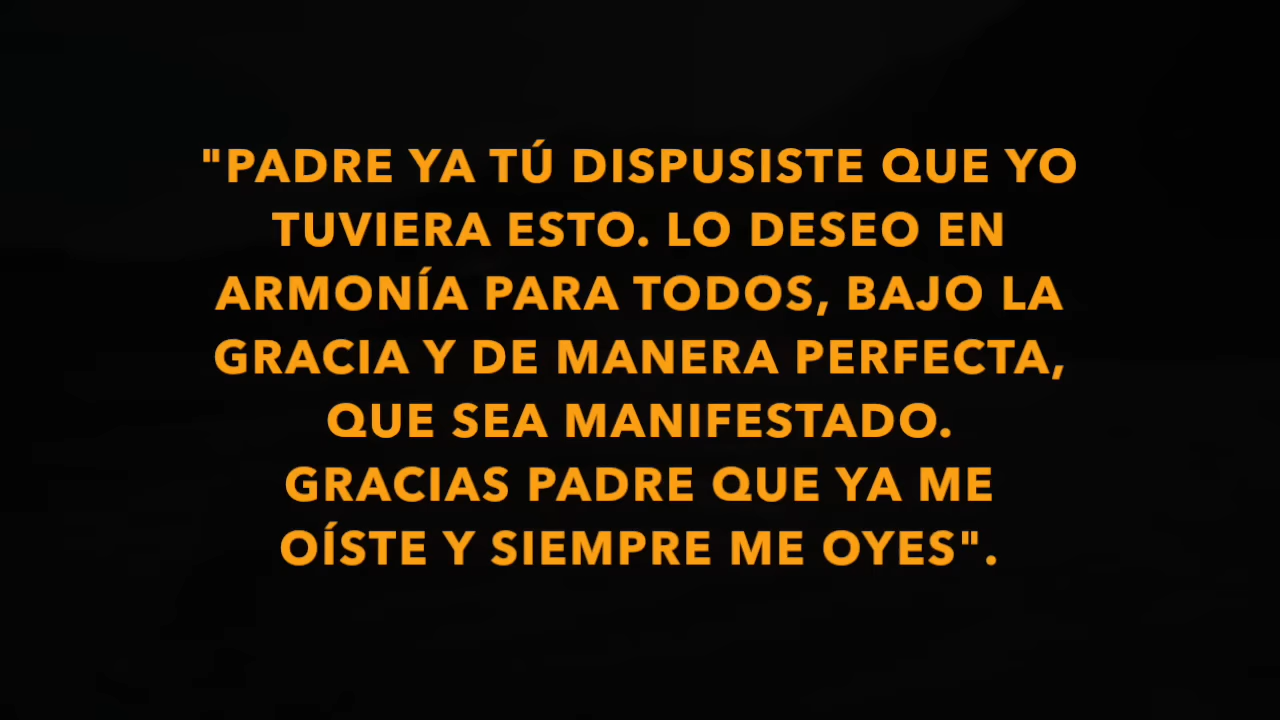 "PADRE YA TÚ DISPUSISTE QUE YO
TUVIERA ESTO. LO DESEO EN
ARMONÍA PARA TODOS, BAJO LA
GRACIA Y DE MANERA PERFECTA,
QUE SEA MANIFESTADO.
GRACIAS PADRE QUE YA ME
OÍSTE Y SIEMPRE ME OYES".